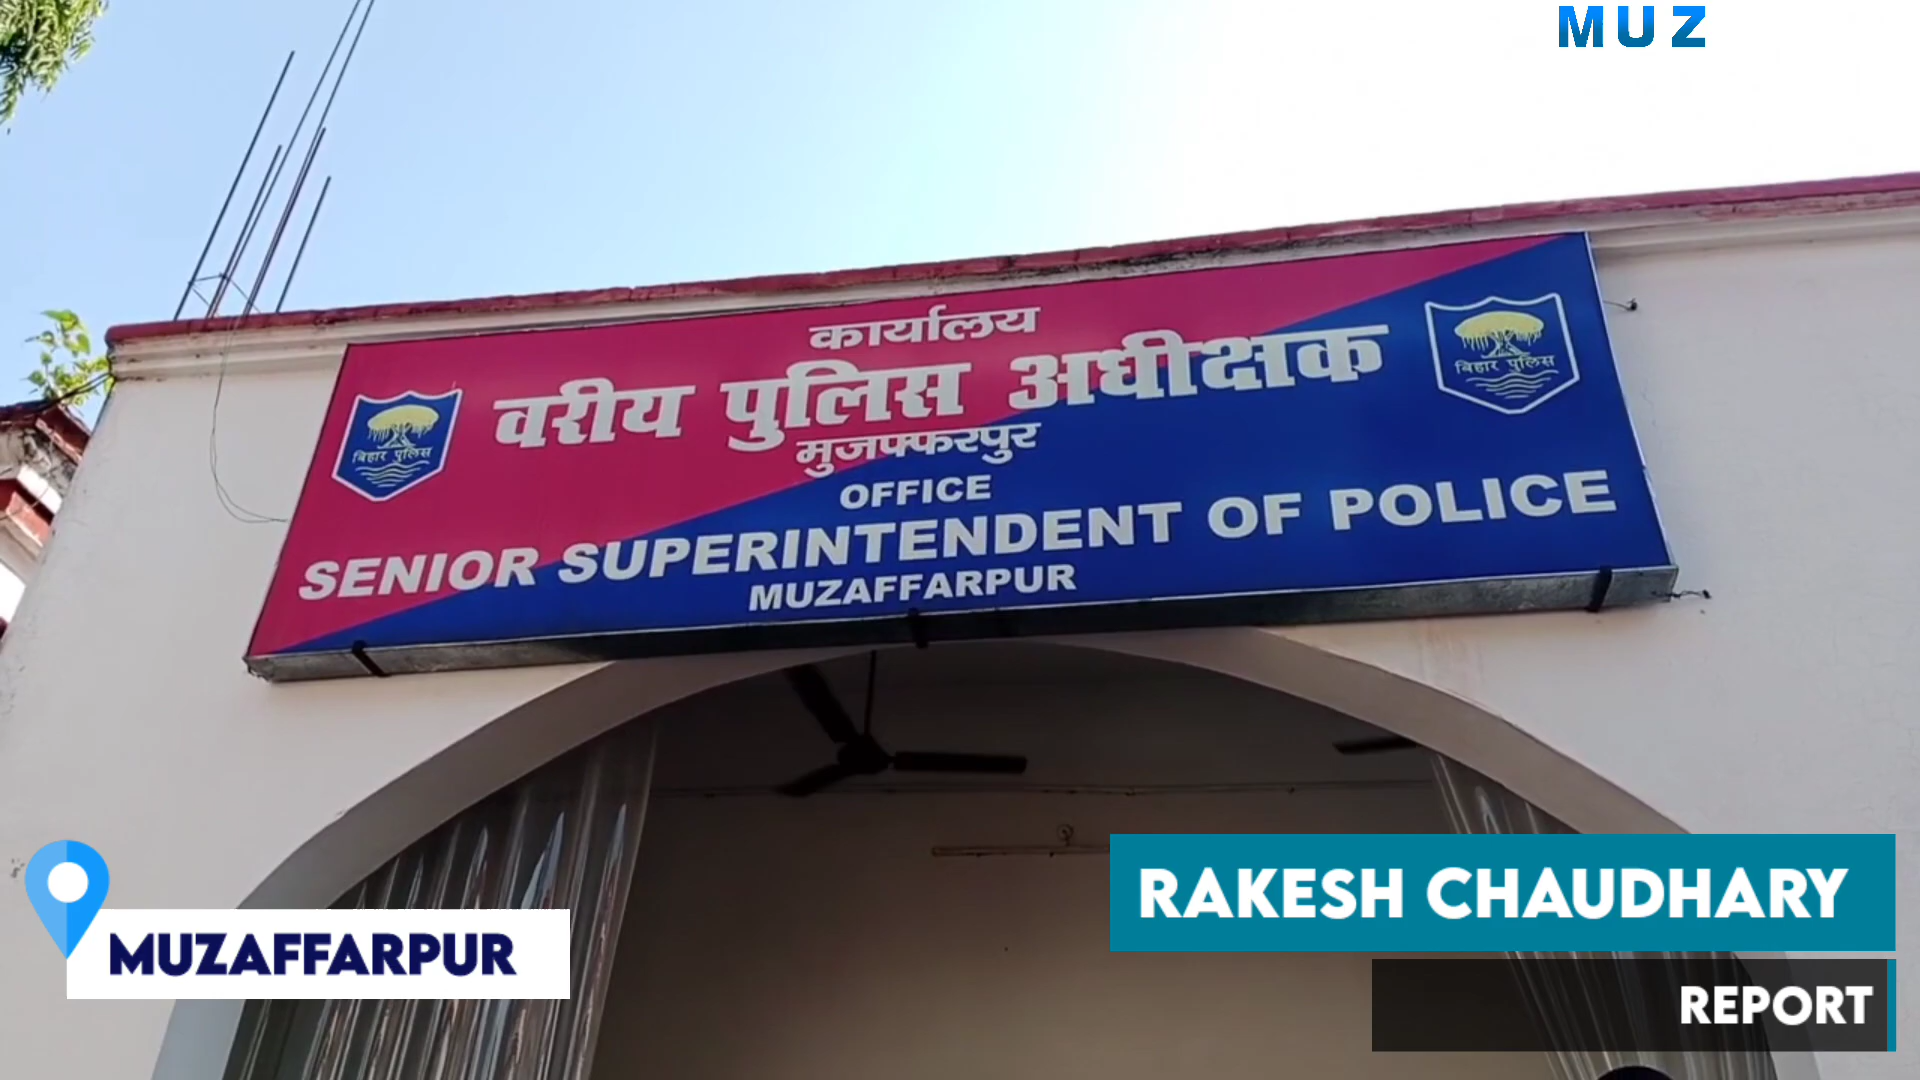 MUZ
कार्यालय
वरीय पुलिस अधीक्षक
मुजफ्फरपुर
OFFICE
SENIOR SUPERINTENDENT OF POLICE
MUZAFFARPUR
बिहार पुलिस
बिहार पुलिस
MUZAFFARPUR
RAKESH CHAUDHARY
REPORT